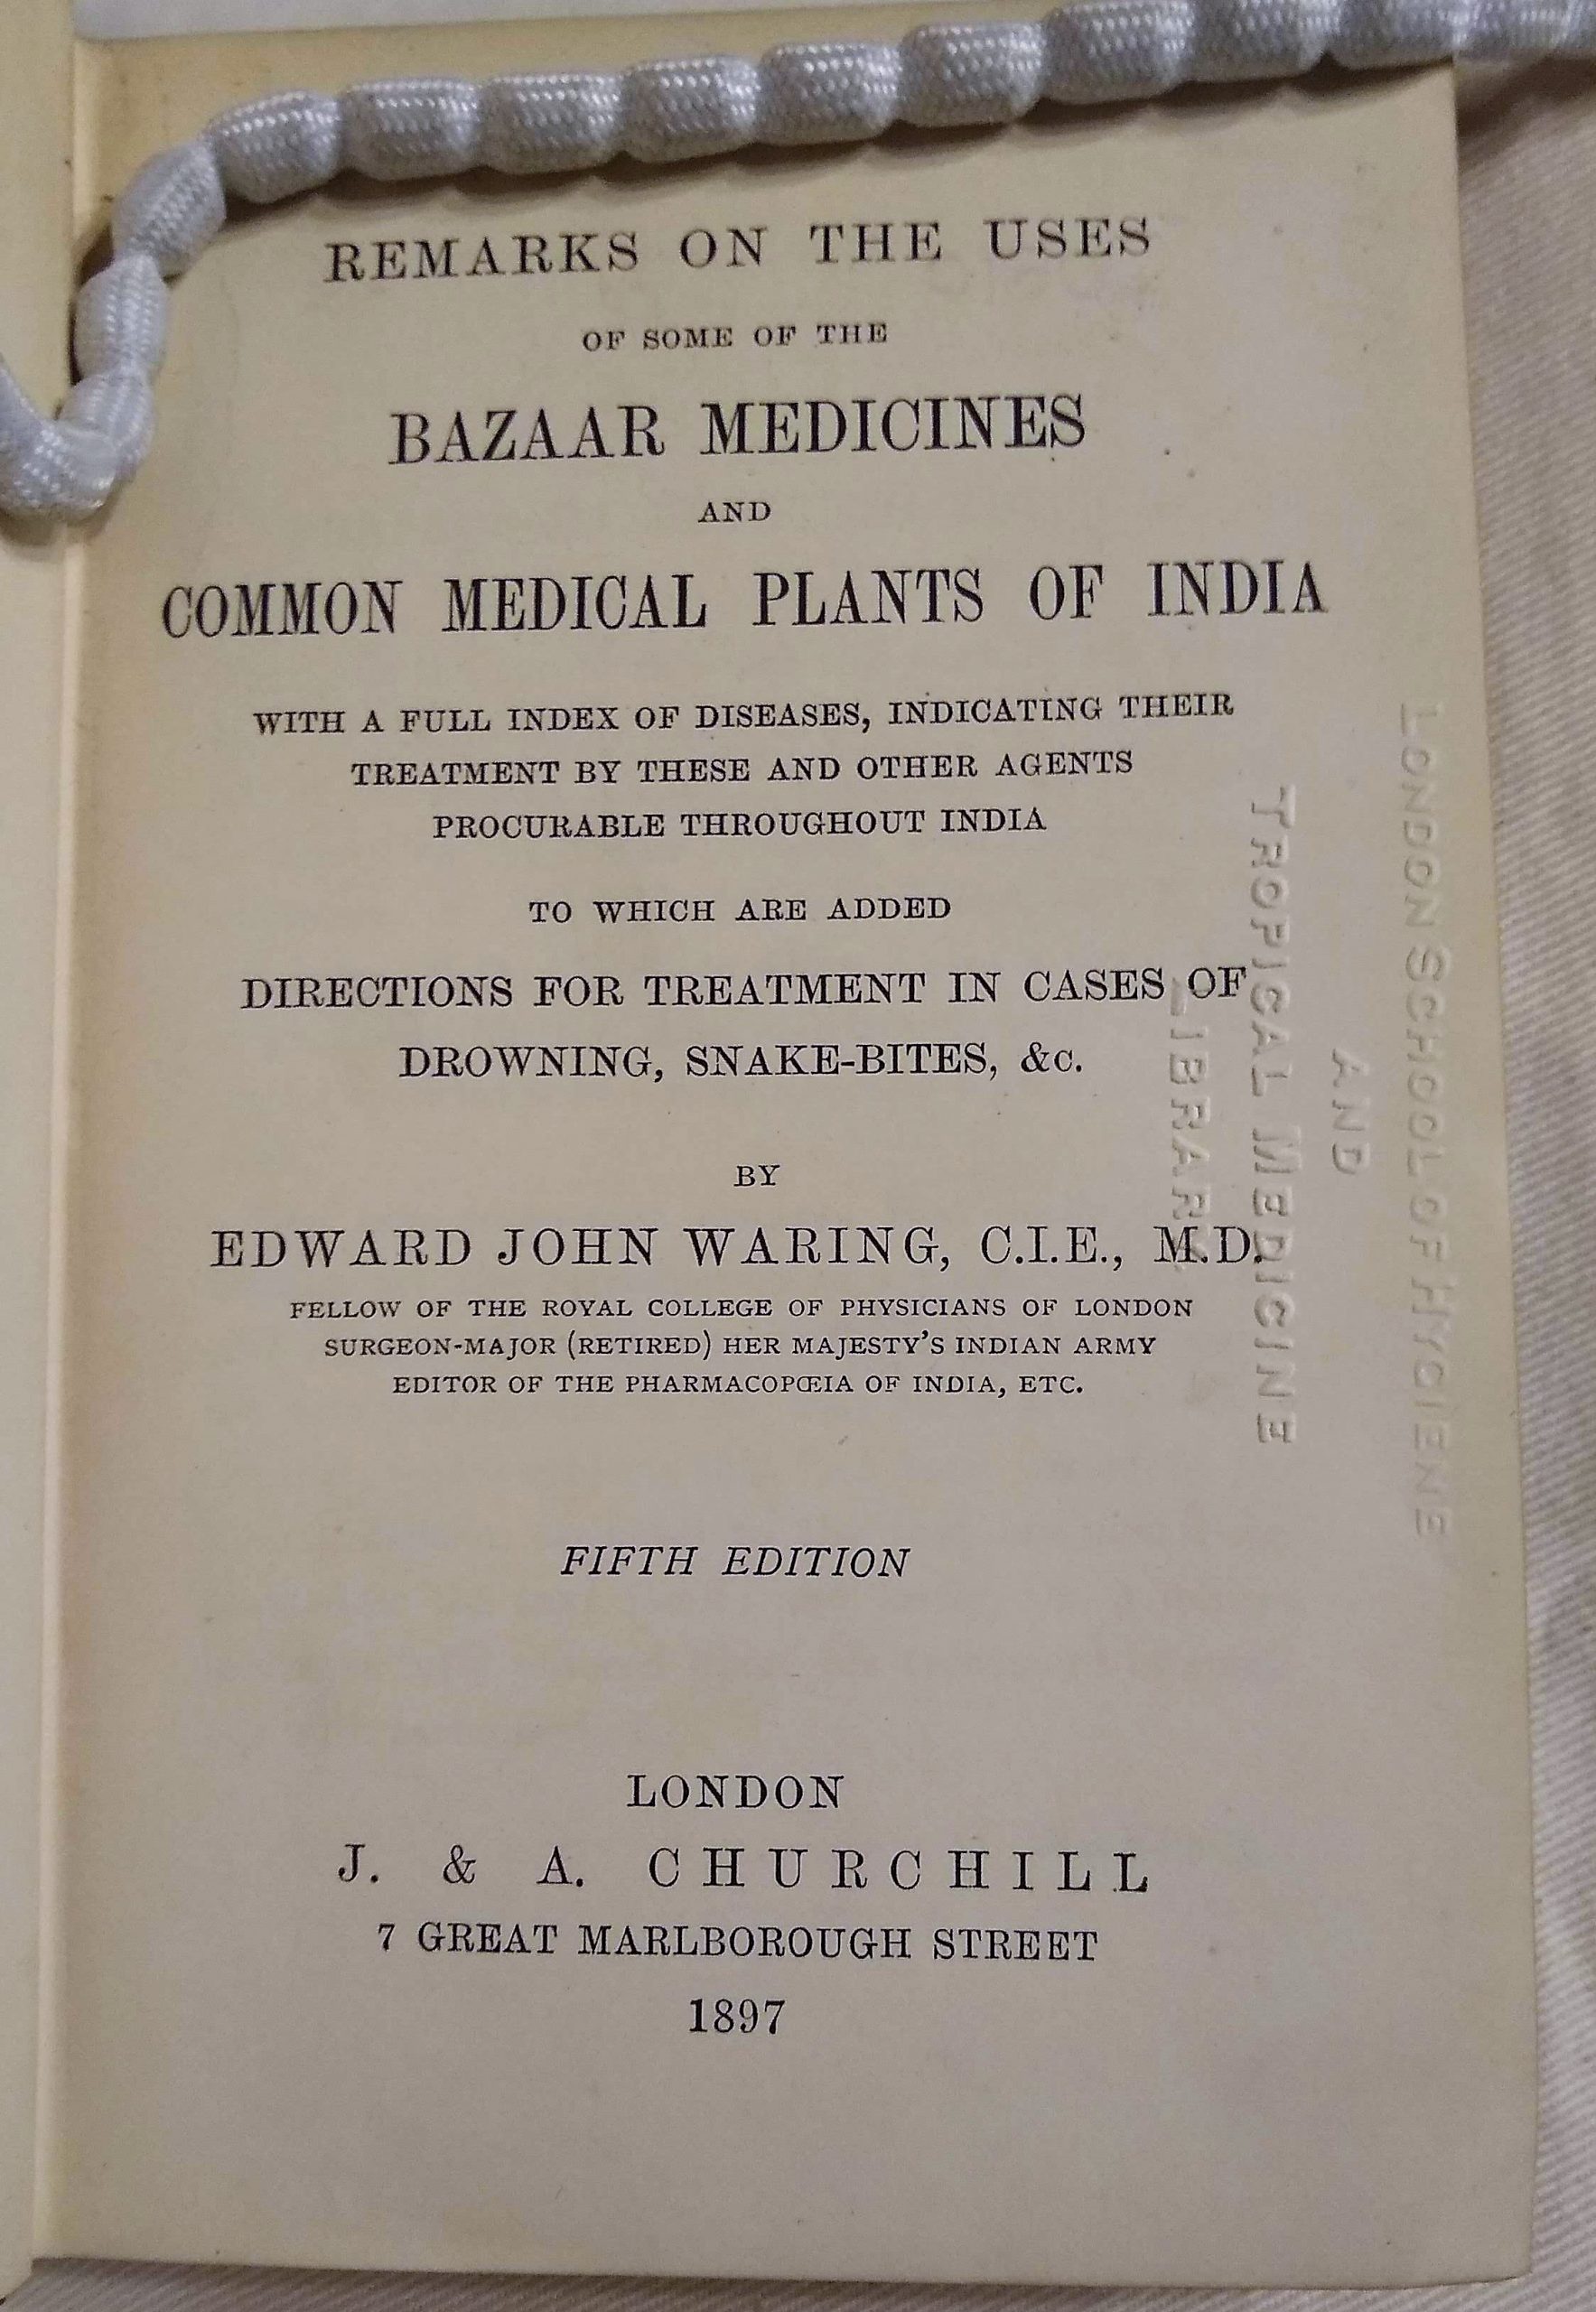 REMARKS ON THE USES
OF SOME OF THE
BAZAAR MEDICINES
AND
COMMON MEDICAL PLANTS OF INDIA
WITH A FULL INDEX OF DISEASES, INDICATING THEIR
TREATMENT BY THESE AND OTHER AGENTS
PROCURABLE THROUGHOUT INDIA
TO WHICH ARE ADDED
DIRECTIONS FOR TREATMENT IN CASES OF
DROWNING, SNAKE-BITES, &c.
BY
EDWARD JOHN WARING, C.I.E., M.D.
FELLOW OF THE ROYAL COLLEGE OF PHYSICIANS OF LONDON
SURGEON-MAJOR (RETIRED) HER MAJESTY'S INDIAN ARMY
EDITOR OF THE PHARMACOPŒIA OF INDIA, ETC.
FIFTH EDITION
LONDON
J. & A. CHURCHILL
7 GREAT MARLBOROUGH STREET
1897
LONDON SCHOOL OF HYGIENE
AND
TROPICAL MEDICINE
LIBRARY